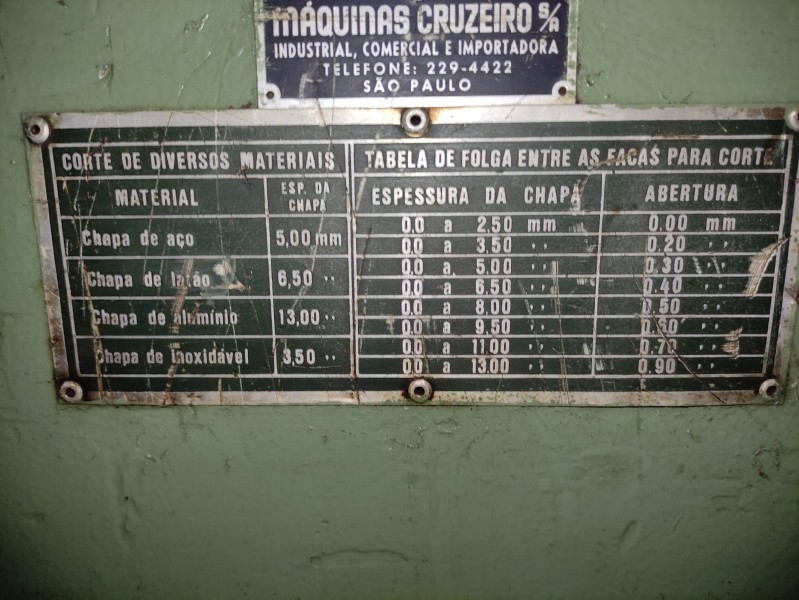 MÁQUINAS CRUZEIRO S/A
INDUSTRIAL, COMERCIAL E IMPORTADORA
TELEFONE: 229-4422
SÃO PAULO
CORTE DE DIVERSOS MATERIAIS
MATERIAL ESP. DA CHAPA
Chapa de aço 5,00 mm
Chapa de latão 6,50 ''
Chapa de alumínio 13,00 ''
Chapa de inoxidável 3,50 ''
TABELA DE FOLGA ENTRE AS FACAS PARA CORTE
ESPESSURA DA CHAPA ABERTURA
0.0 a 2.50 mm 0.00 mm
0.0 a 3.50 '' 0.20 ''
0.0 a 5.00 '' 0.30 ''
0.0 a 6.50 '' 0.40 ''
0.0 a 8.00 '' 0.50 ''
0.0 a 9.50 '' 0.60 ''
0.0 a 11.00 '' 0.70 ''
0.0 a 13.00 '' 0.90 ''